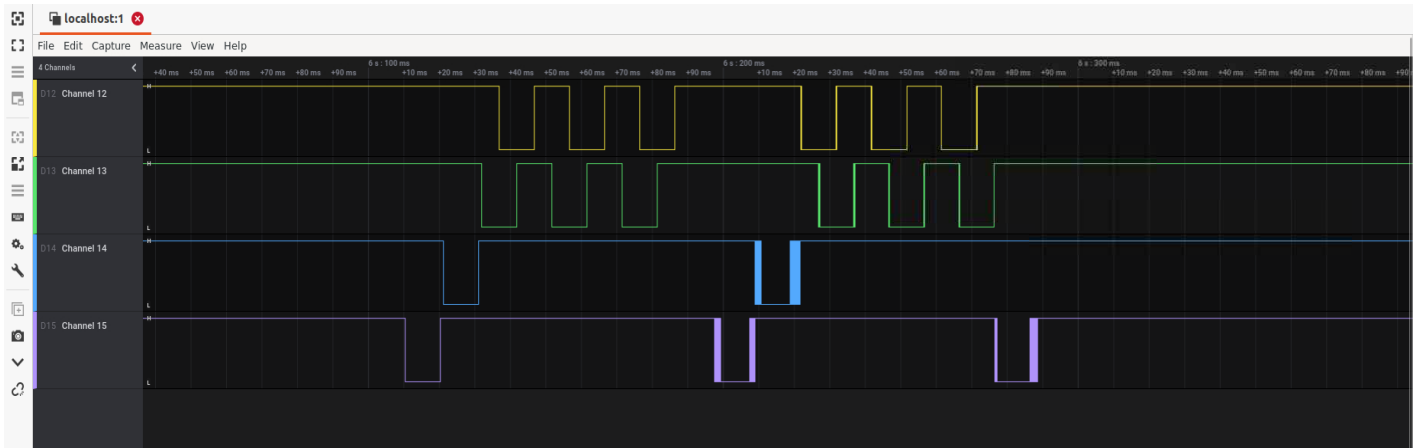 localhost:1
File Edit Capture Measure View Help
4 Channels
6 s : 100 ms 6 s : 200 ms 6 s : 300 ms
+40 ms +50 ms +60 ms +70 ms +80 ms +90 ms +10 ms +20 ms +30 ms +40 ms +50 ms +60 ms +70 ms +80 ms +90 ms +10 ms +20 ms +30 ms +40 ms +50 ms +60 ms +70 ms +80 ms +90 ms +10 ms +20 ms +30 ms +40 ms +50 ms +60 ms +70 ms +80 ms +90
H
D12 Channel 12
L
H
D13 Channel 13
L
H
D14 Channel 14
L
H
D15 Channel 15
L